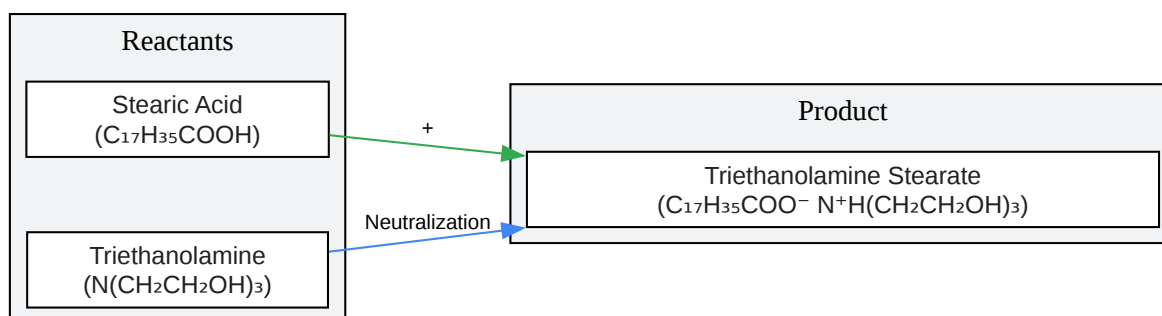 Reactants
Stearic Acid
(C₁₇H₃₅COOH)
+
Product
Triethanolamine Stearate
(C₁₇H₃₅COO⁻ N⁺H(CH₂CH₂OH)₃)
Neutralization
Triethanolamine
(N(CH₂CH₂OH)₃)